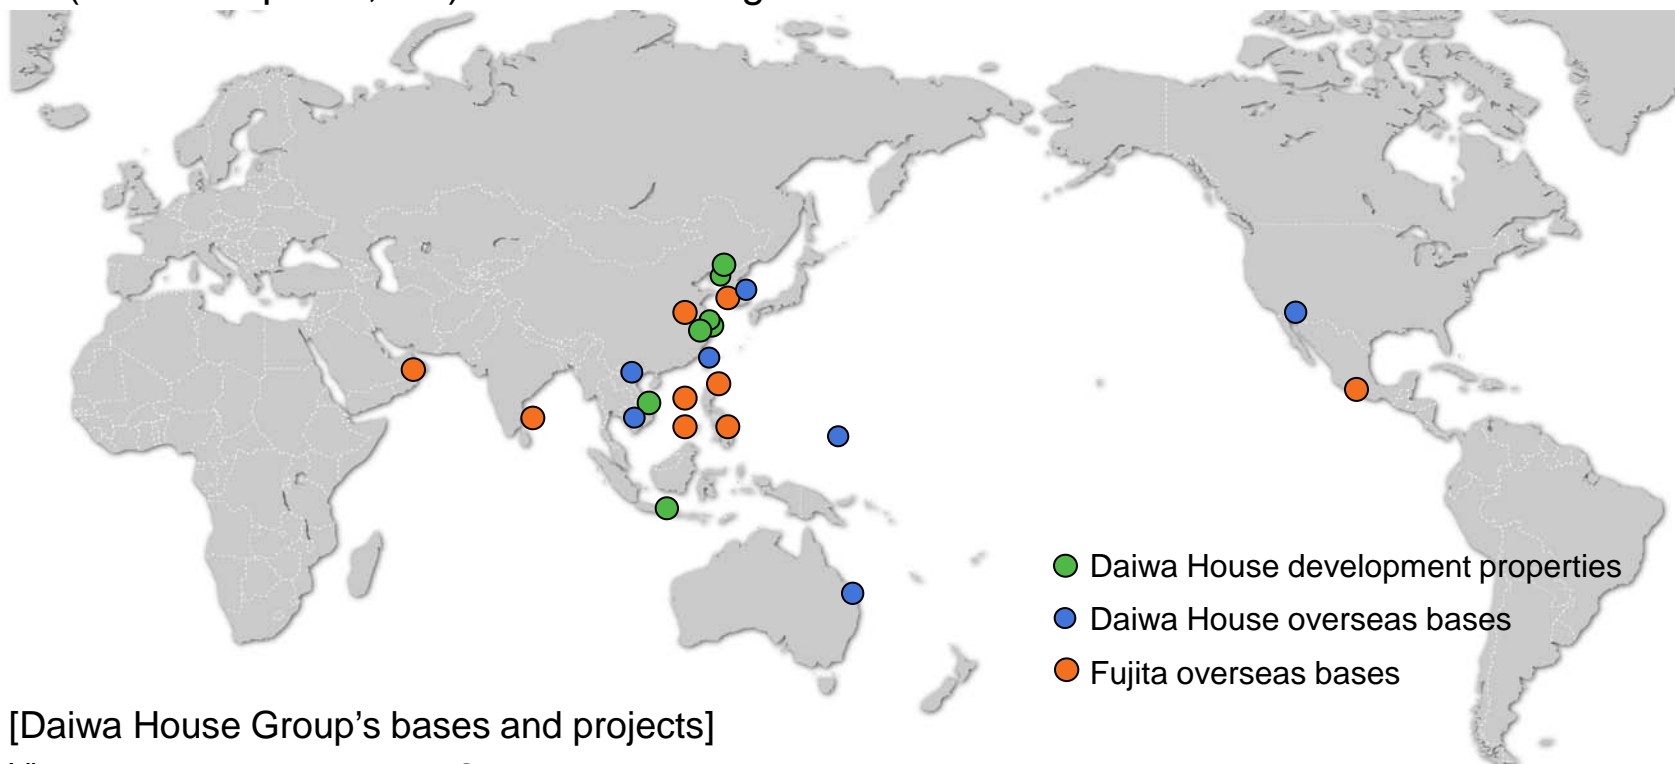 Daiwa House development properties
Daiwa House overseas bases
Fujita overseas bases
[Daiwa House Group's bases and projects]